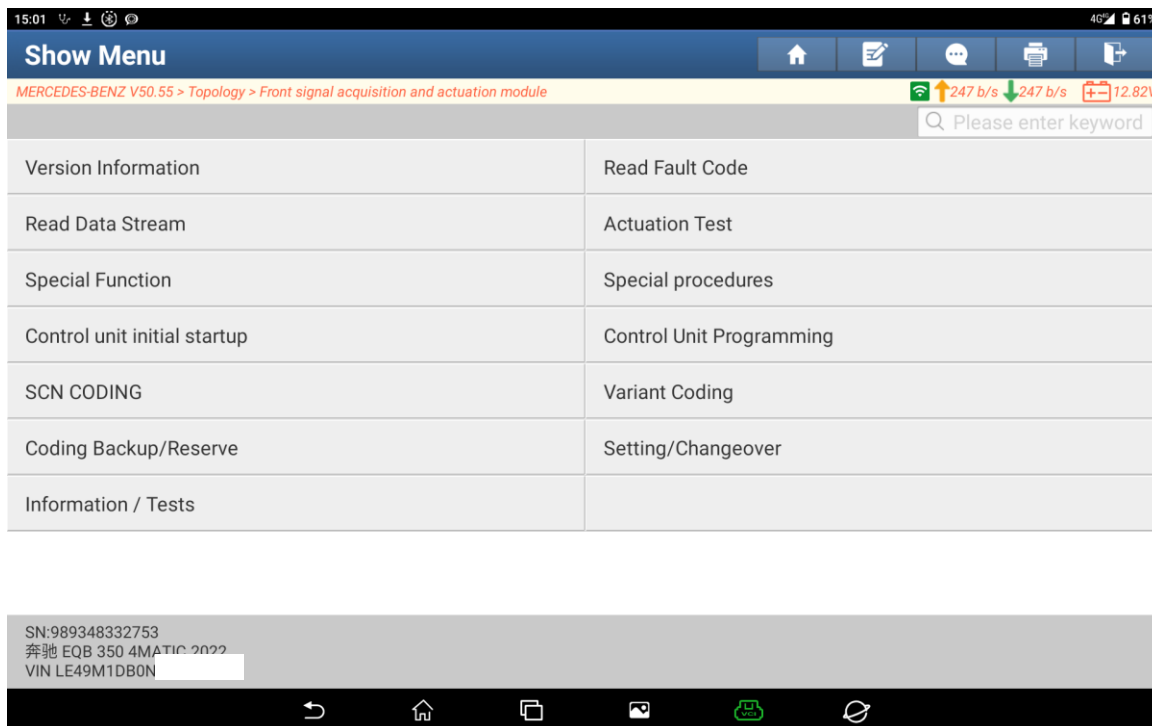 15:01
4G 61%
Show Menu
MERCEDES-BENZ V50.55 > Topology > Front signal acquisition and actuation module
247 b/s 247 b/s 12.82V
Please enter keyword
Version Information
Read Fault Code
Read Data Stream
Actuation Test
Special Function
Special procedures
Control unit initial startup
Control Unit Programming
SCN CODING
Variant Coding
Coding Backup/Reserve
Setting/Changeover
Information / Tests
SN:989348332753
奔驰 EQB 350 4MATIC 2022
VIN LE49M1DB0N
VCI